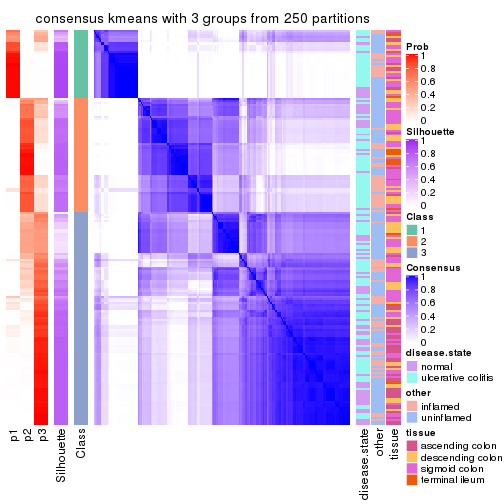 consensus kmeans with 3 groups from 250 partitions
p1
p2
p3
Silhouette
Class
disease.state
other
tissue
Prob
1
0.8
0.6
0.4
0.2
0
Silhouette
1
0.8
0.6
0.4
0.2
0
Class
1
2
3
Consensus
1
0.8
0.6
0.4
0.2
0
disease.state
normal
ulcerative colitis
other
inflamed
uninflamed
tissue
ascending colon
descending colon
sigmoid colon
terminal ileum